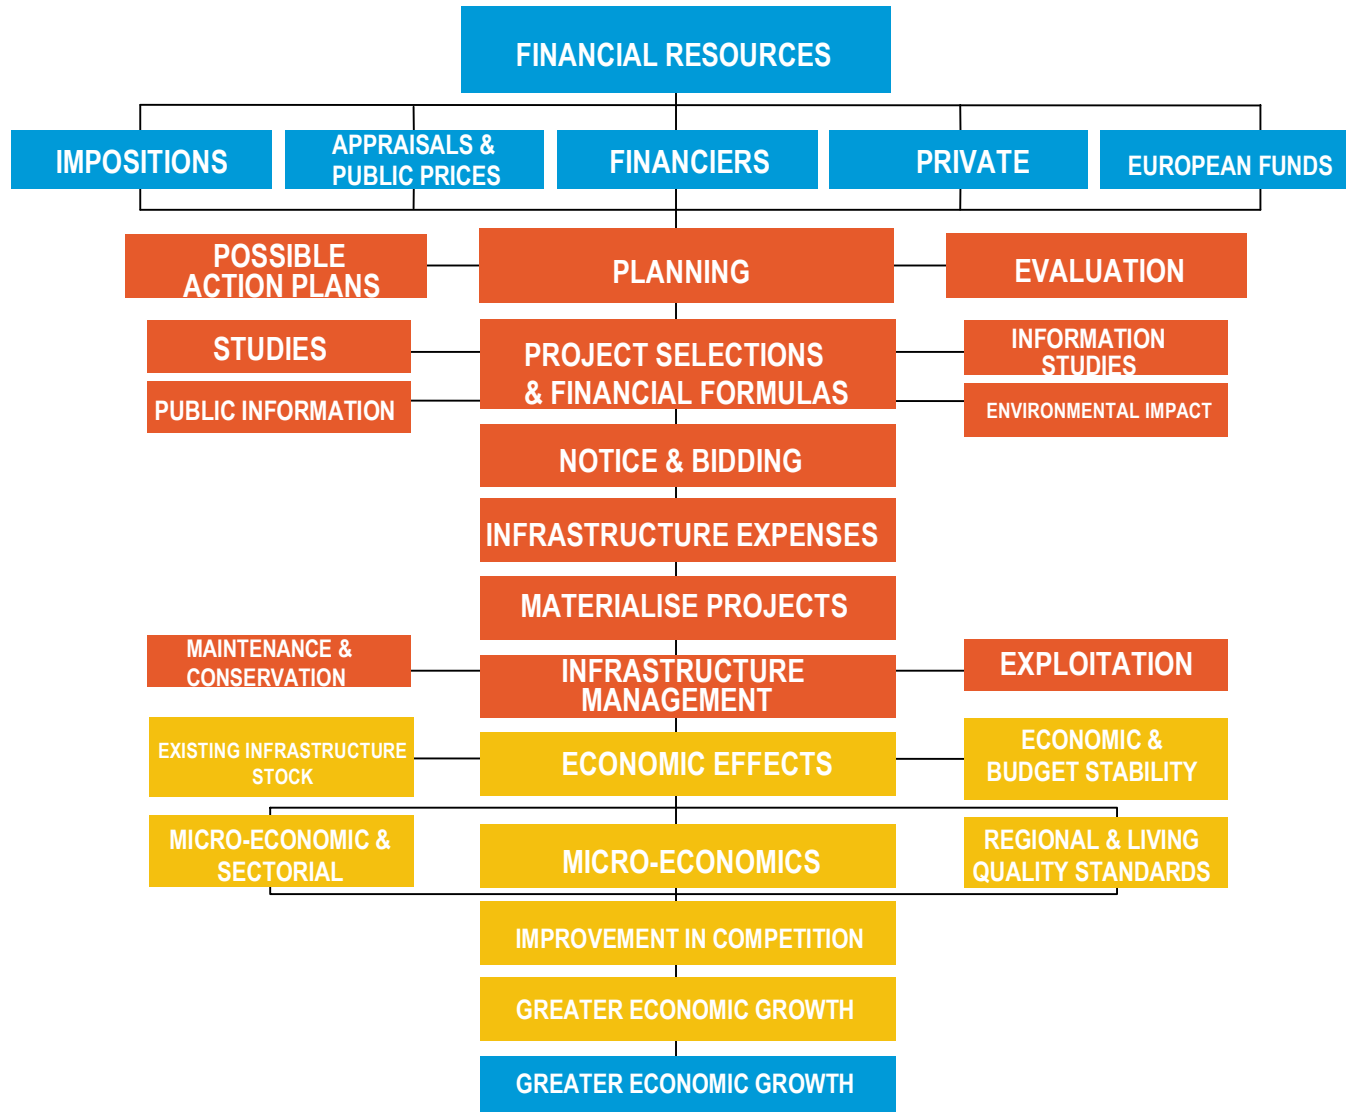 FINANCIAL RESOURCES
IMPOSITIONS
APPRAISALS &
PUBLIC PRICES
FINANCIERS
PRIVATE
EUROPEAN FUNDS
POSSIBLE
ACTION PLANS
PLANNING
EVALUATION
STUDIES
PROJECT SELECTIONS
& FINANCIAL FORMULAS
INFORMATION
STUDIES
PUBLIC INFORMATION
ENVIRONMENTAL IMPACT
NOTICE & BIDDING
INFRASTRUCTURE EXPENSES
MATERIALISE PROJECTS
MAINTENANCE &
CONSERVATION
INFRASTRUCTURE
MANAGEMENT
EXPLOITATION
EXISTING INFRASTRUCTURE
STOCK
ECONOMIC EFFECTS
ECONOMIC &
BUDGET STABILITY
MICRO-ECONOMIC &
SECTORIAL
MICRO-ECONOMICS
REGIONAL & LIVING
QUALITY STANDARDS
IMPROVEMENT IN COMPETITION
GREATER ECONOMIC GROWTH
GREATER ECONOMIC GROWTH